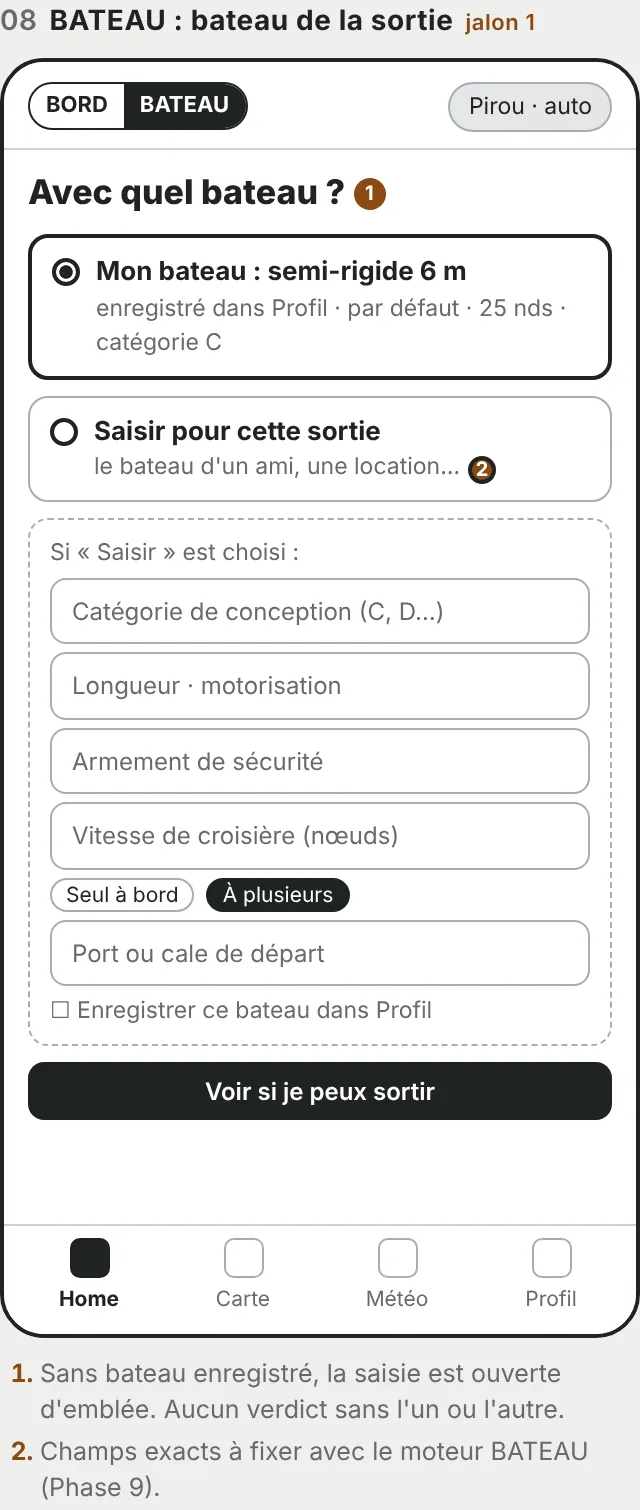 08 BATEAU : bateau de la sortie jalon 1
BORD BATEAU Pirou · auto
Avec quel bateau ? 1
Mon bateau : semi-rigide 6 m
enregistré dans Profil · par défaut · 25 nds ·
catégorie C
Saisir pour cette sortie
le bateau d'un ami, une location... 2
Si « Saisir » est choisi :
Catégorie de conception (C, D...)
Longueur · motorisation
Armement de sécurité
Vitesse de croisière (nœuds)
Seul à bord À plusieurs
Port ou cale de départ
☐ Enregistrer ce bateau dans Profil
Voir si je peux sortir
Home Carte Météo Profil
1. Sans bateau enregistré, la saisie est ouverte
d'emblée. Aucun verdict sans l'un ou l'autre.
2. Champs exacts à fixer avec le moteur BATEAU
(Phase 9).